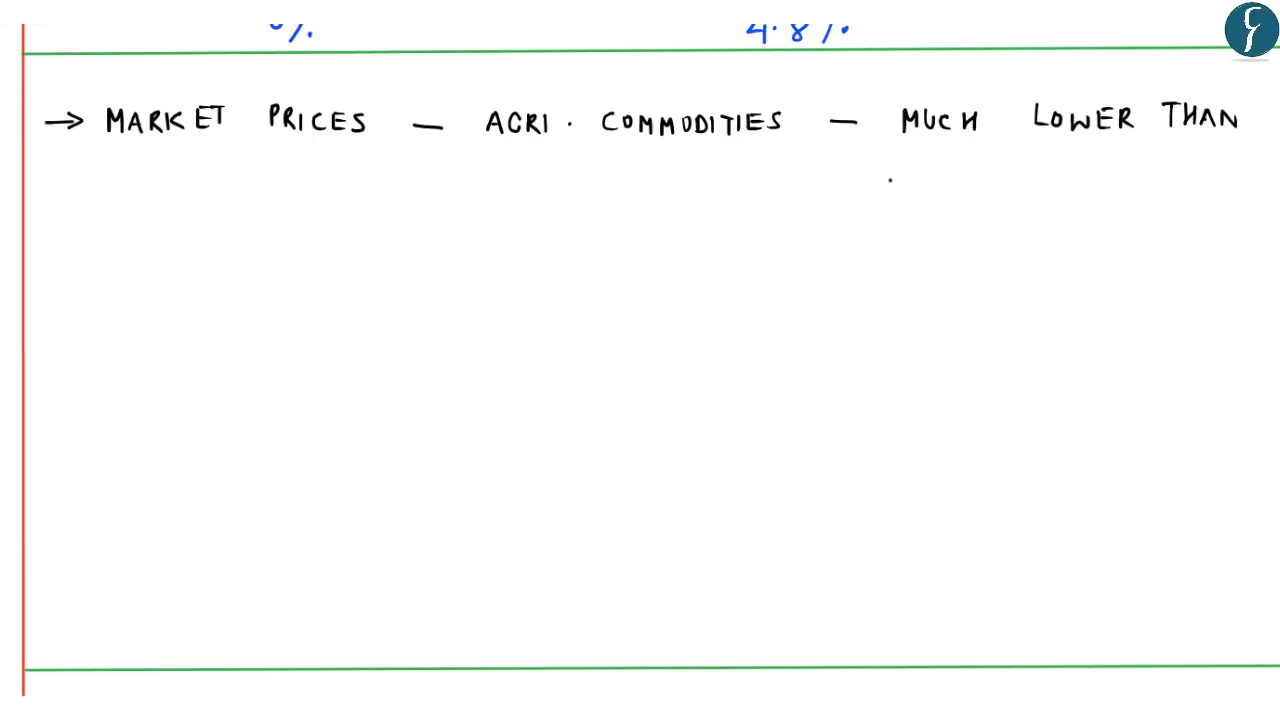 4.8%.
→ MARKET PRICES — AGRI. COMMODITIES — MUCH LOWER THAN